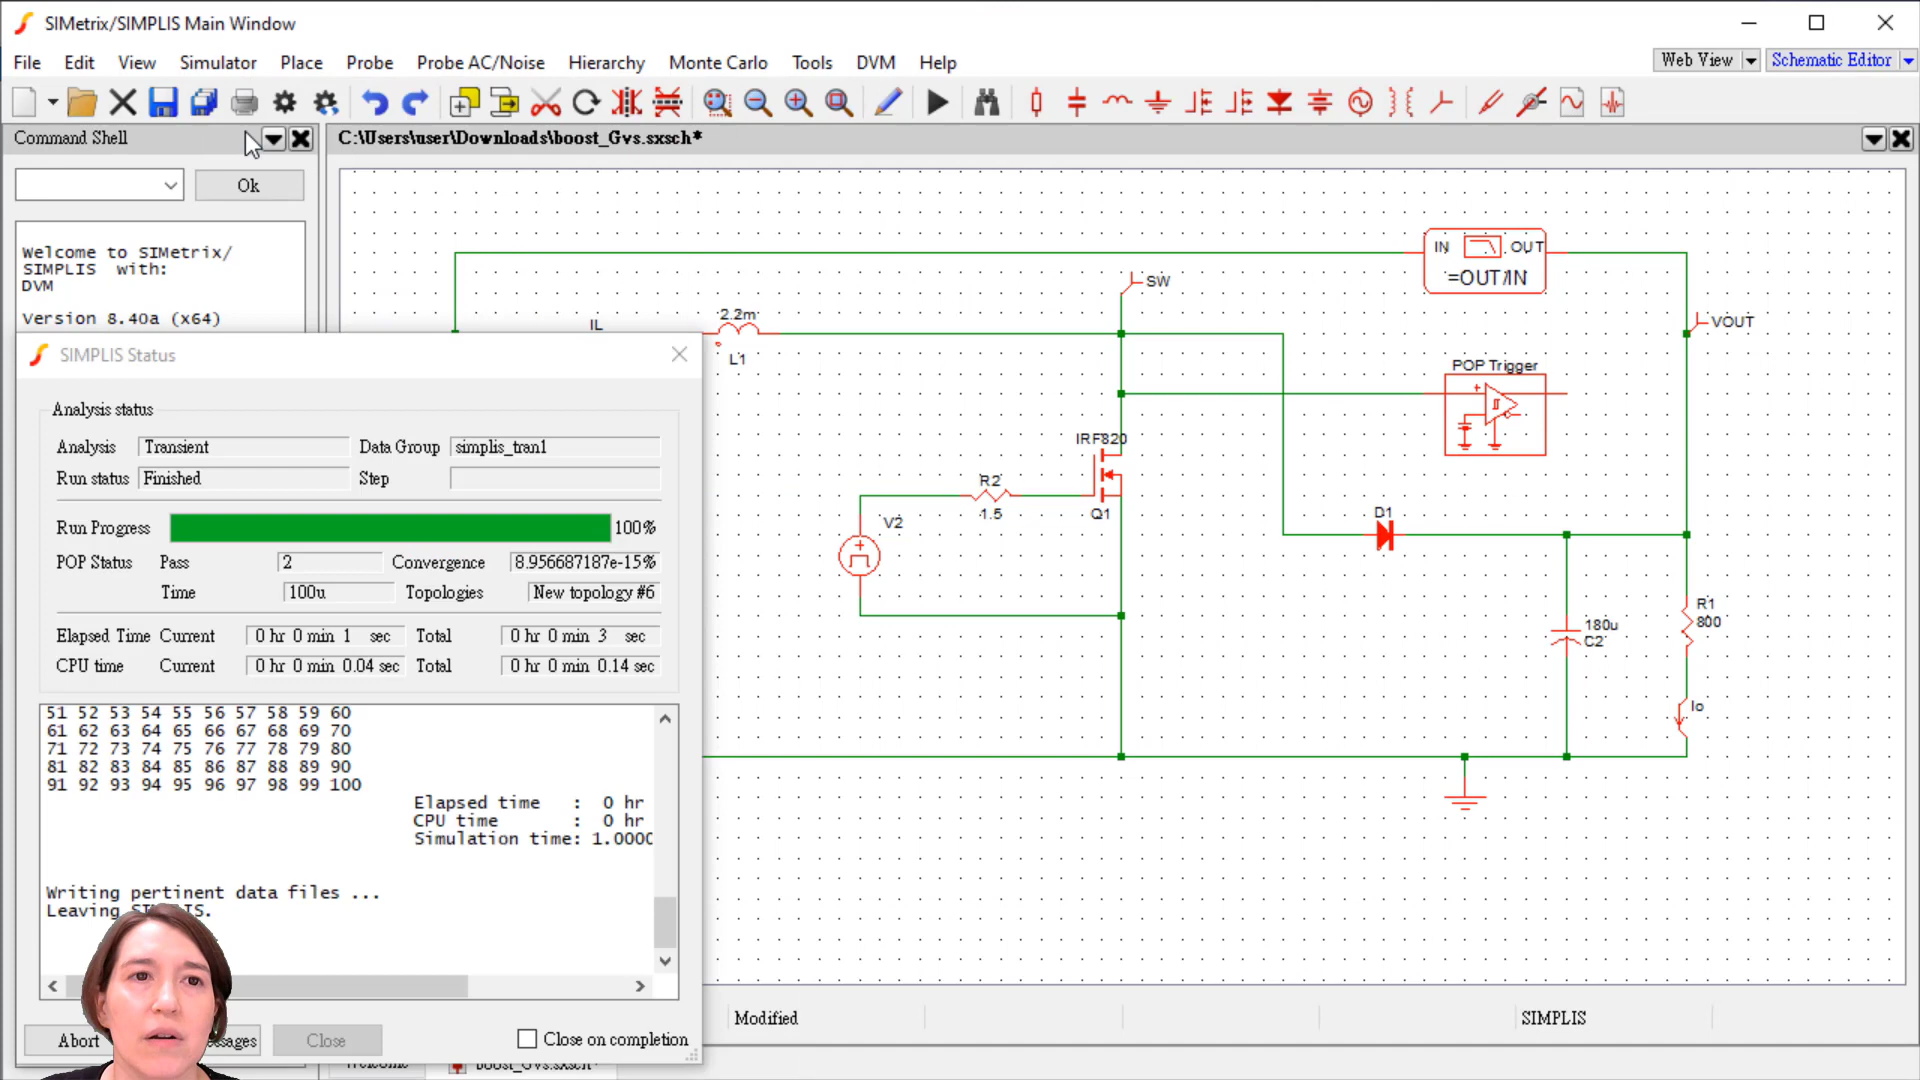 SIMetrix/SIMPLIS Main Window
File Edit View Simulator Place Probe Probe AC/Noise Hierarchy Monte Carlo Tools DVM Help
Web View Schematic Editor
Command Shell
C:\Users\user\Downloads\boost_Gvs.sxsch*
Ok
Welcome to SIMetrix/
SIMPLIS with:
DVM
Version 8.40a (x64)
IN OUT
=OUT/IN
SW
IL
2.2m
L1
VOUT
POP Trigger
IRF820
Q1
R2
1.5
V2
D1
180u
C2
R1
800
Io
SIMPLIS Status
Analysis status
Analysis Transient Data Group simplis_tran1
Run status Finished Step
Run Progress 100%
POP Status Pass 2 Convergence 8.956687187e-15%
Time 100u Topologies New topology #6
Elapsed Time Current 0 hr 0 min 1 sec Total 0 hr 0 min 3 sec
CPU time Current 0 hr 0 min 0.04 sec Total 0 hr 0 min 0.14 sec
51 52 53 54 55 56 57 58 59 60
61 62 63 64 65 66 67 68 69 70
71 72 73 74 75 76 77 78 79 80
81 82 83 84 85 86 87 88 89 90
91 92 93 94 95 96 97 98 99 100
Elapsed time : 0 hr
CPU time : 0 hr
Simulation time: 1.0000
Writing pertinent data files ...
Leaving SIMPLIS.
Abort Close Close on completion
Modified SIMPLIS
Welcome boost_Gvs.sxsch*